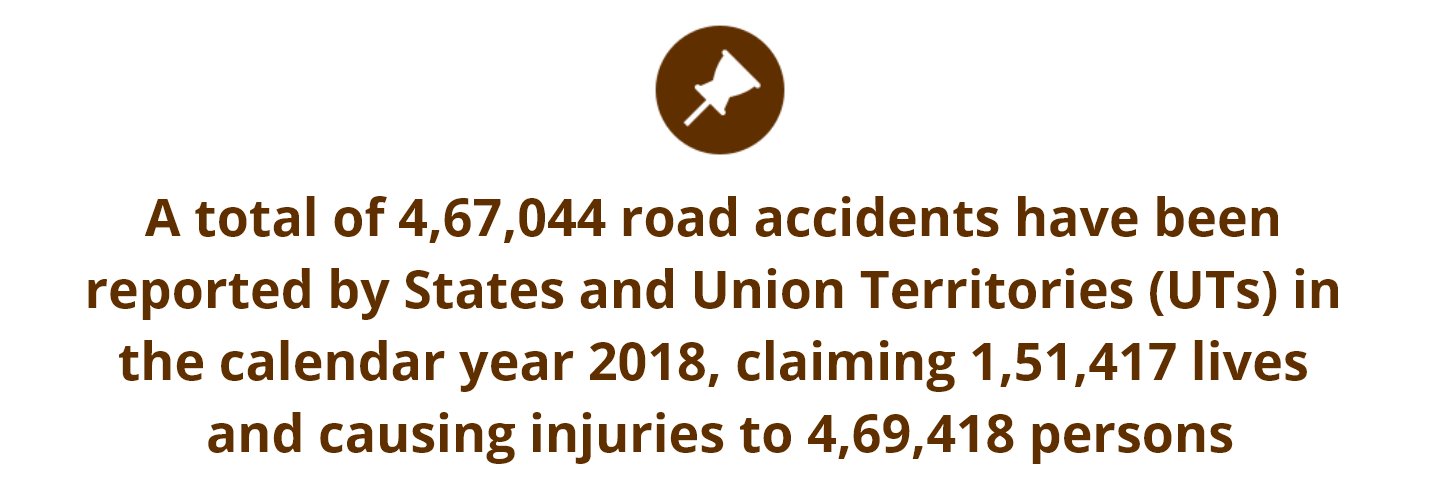 A total of 4,67,044 road accidents have been
reported by States and Union Territories (UTs) in
the calendar year 2018, claiming 1,51,417 lives
and causing injuries to 4,69,418 persons